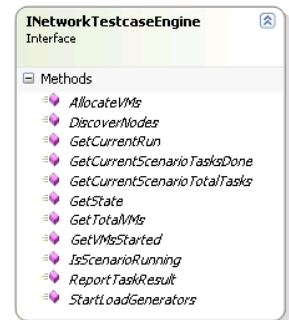 INetworkTestcaseEngine
Interface
Methods
AllocateVMs
DiscoverNodes
GetCurrentRun
GetCurrentScenarioTasksDone
GetCurrentScenarioTotalTasks
GetState
GetTotalVMs
GetVMsStarted
IsScenarioRunning
ReportTaskResult
StartLoadGenerators